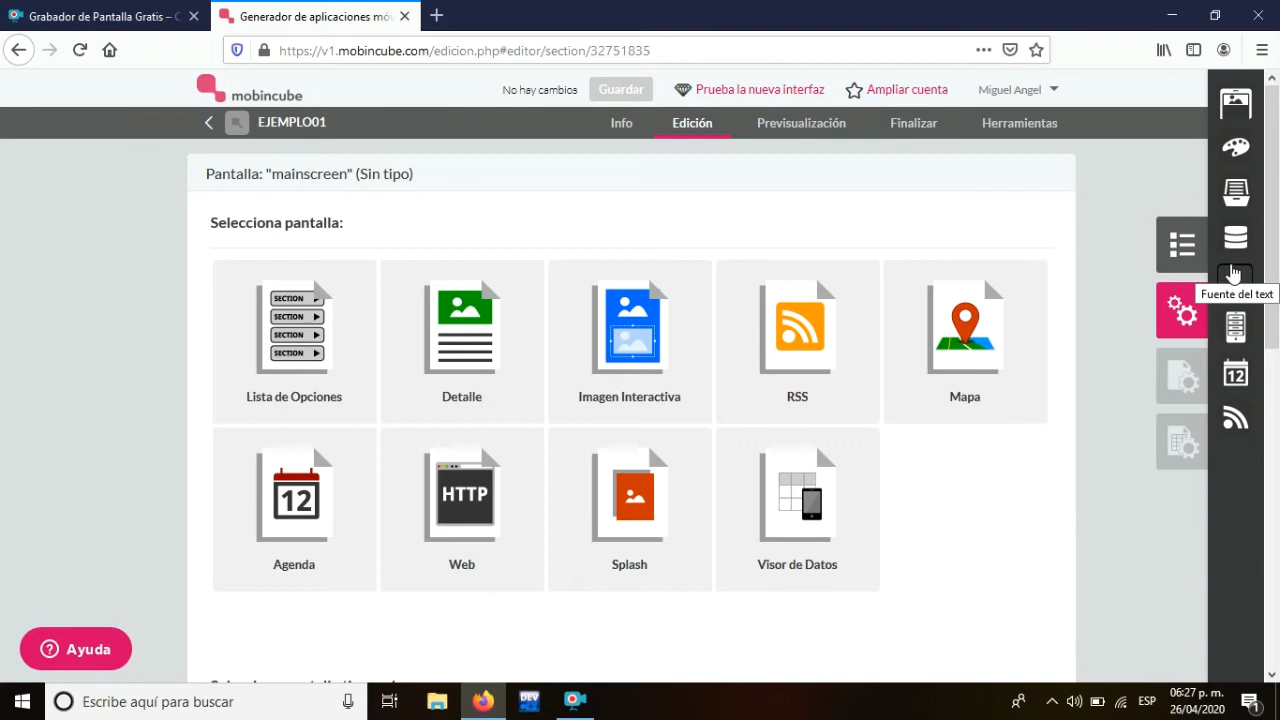 Grabador de Pantalla Gratis – C
Generador de aplicaciones móv
https://v1.mobincube.com/edicion.php#editor/section/32751835
mobincube
No hay cambios
Guardar
Prueba la nueva interfaz
Ampliar cuenta
Miguel Angel
EJEMPLO01
Info
Edición
Previsualización
Finalizar
Herramientas
Pantalla: "mainscreen" (Sin tipo)
Selecciona pantalla:
SECTION
SECTION
SECTION
SECTION
Lista de Opciones
Detalle
Imagen Interactiva
RSS
Mapa
12
HTTP
Agenda
Web
Splash
Visor de Datos
Fuente del text
12
Ayuda
Escribe aquí para buscar
DEV
ESP
06:27 p. m.
26/04/2020
1